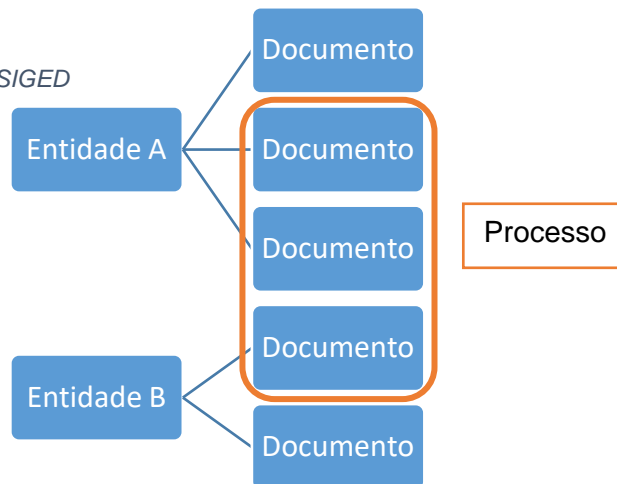 SIGED
Documento
Entidade A
Documento
Documento
Processo
Documento
Entidade B
Documento